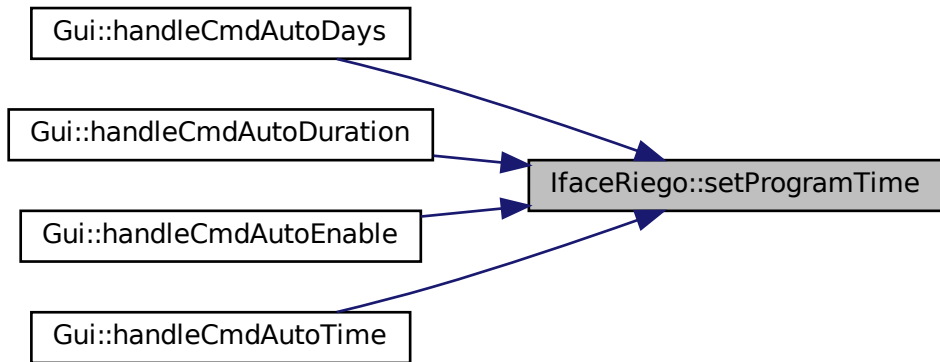 Gui::handleCmdAutoDays
Gui::handleCmdAutoDuration
IfaceRiego::setProgramTime
Gui::handleCmdAutoEnable
Gui::handleCmdAutoTime